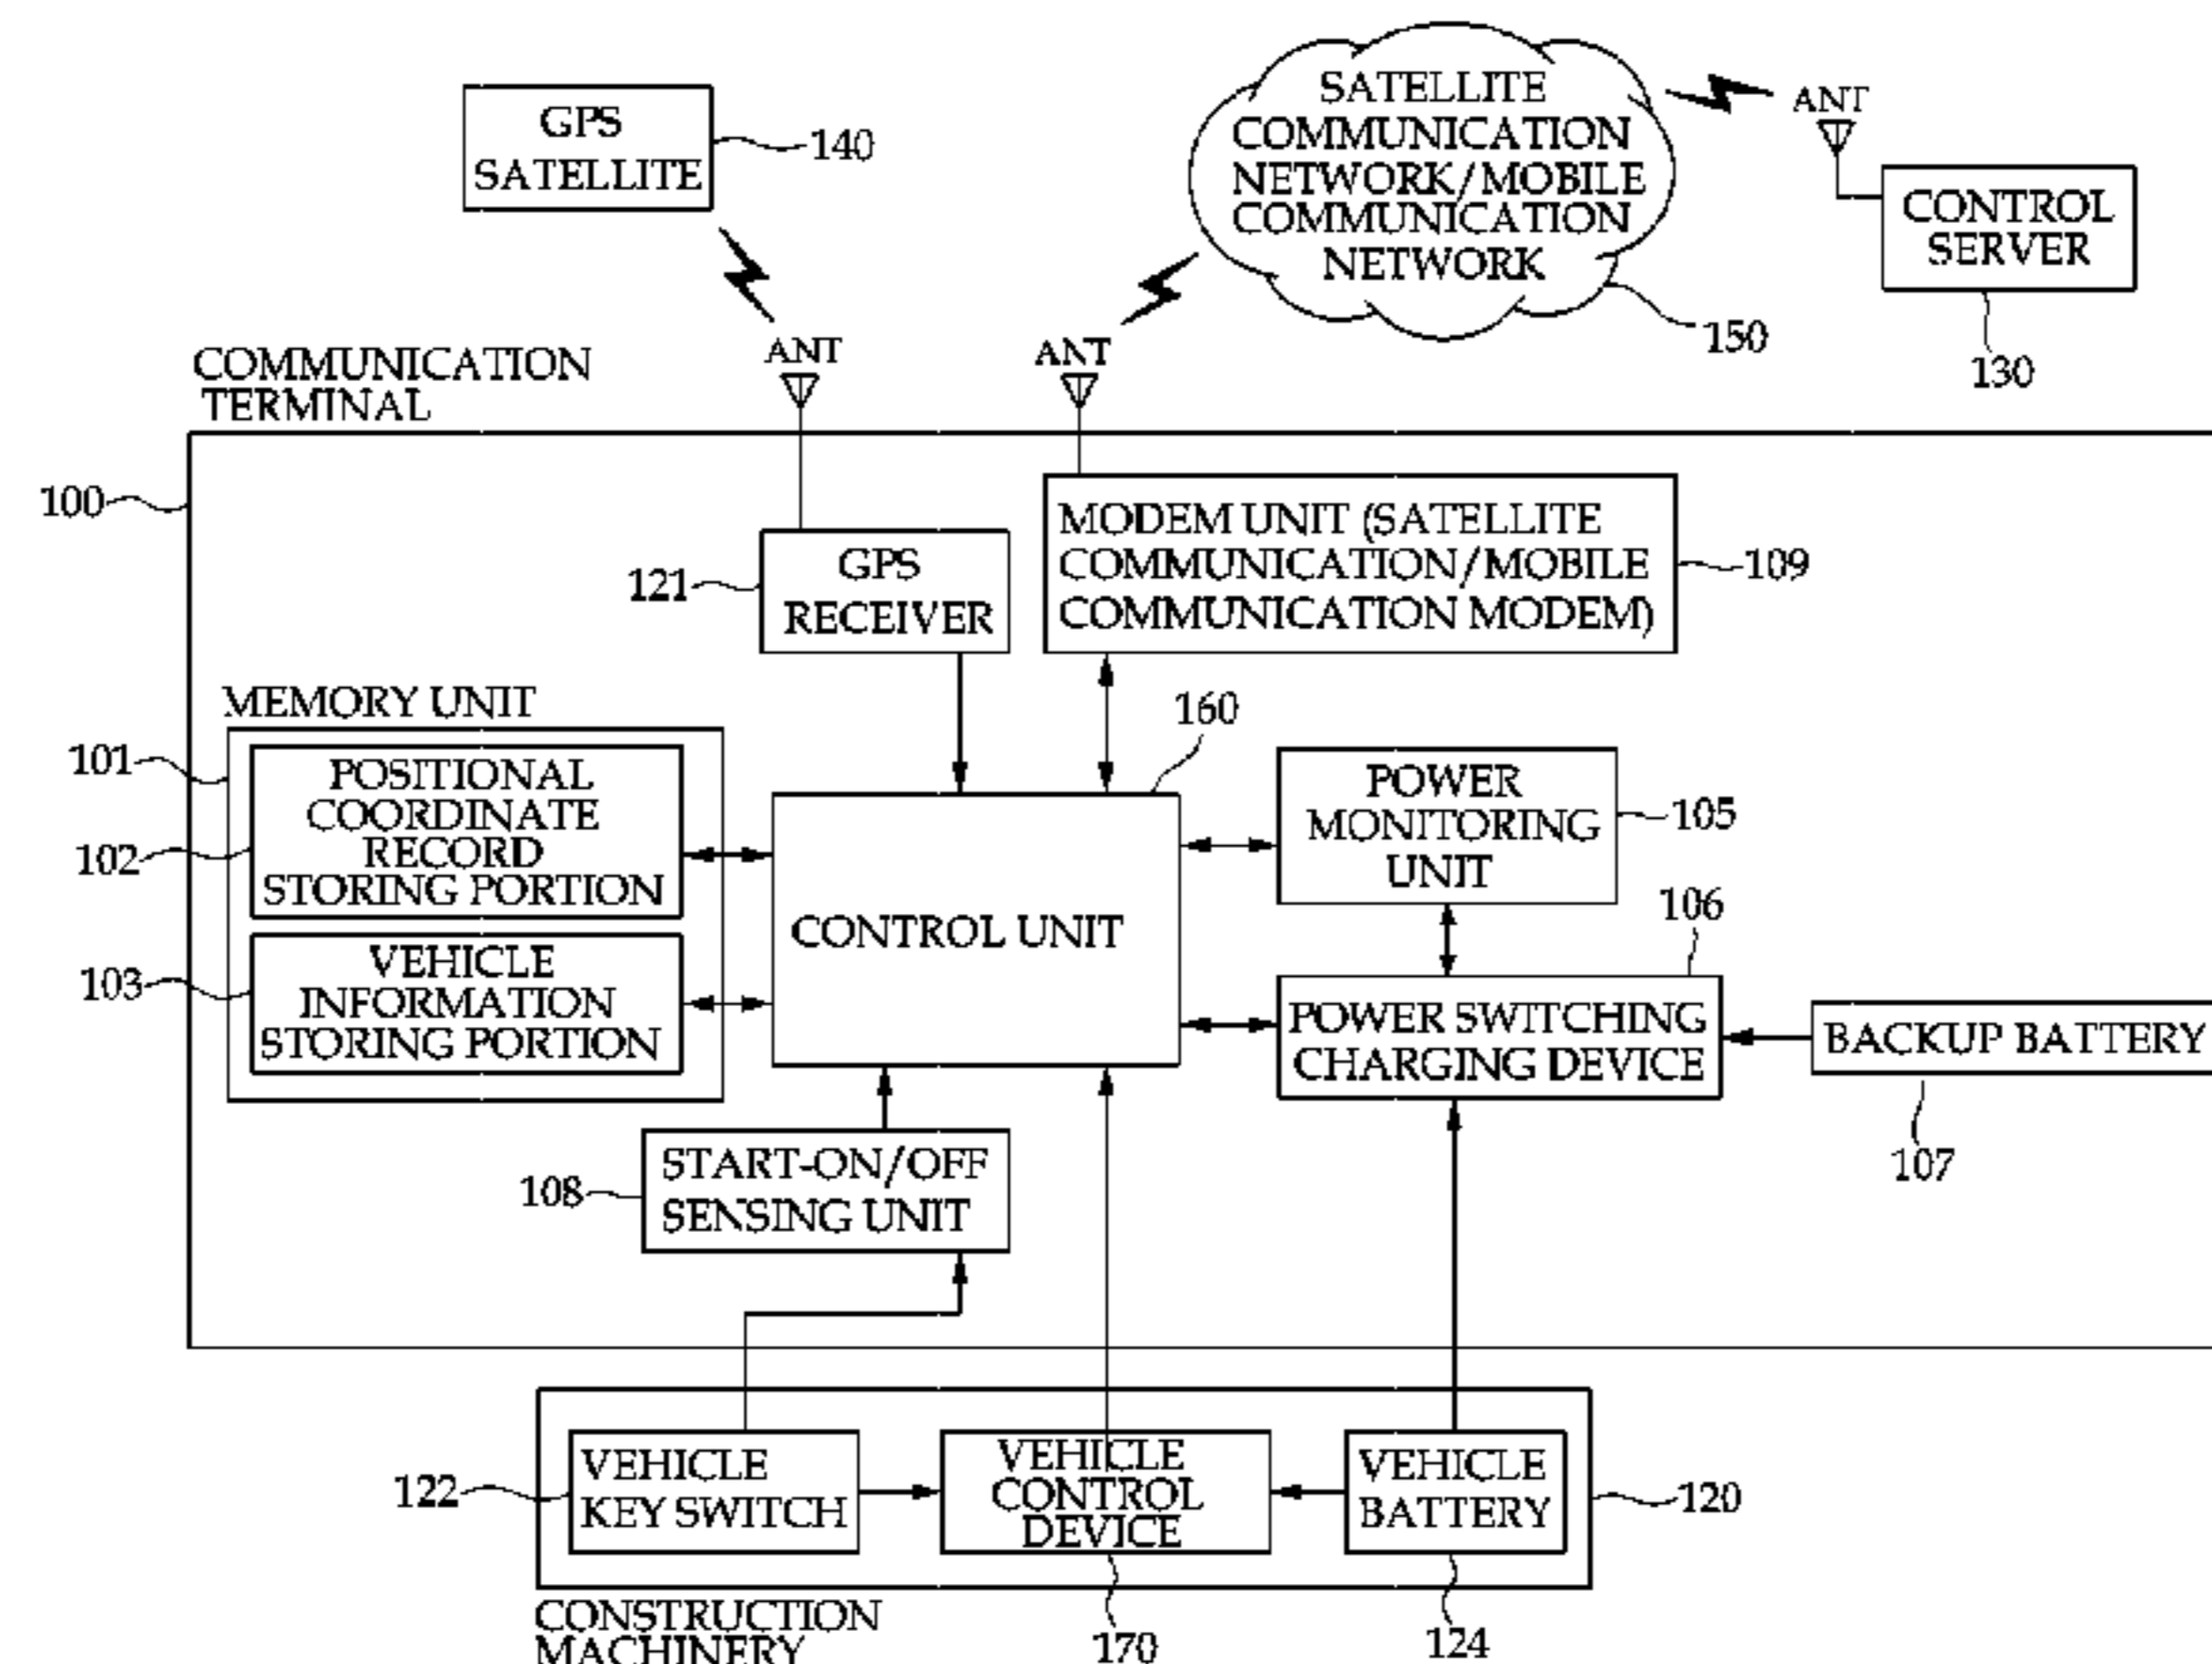 GPS
SATELLITE
140
SATELLITE
COMMUNICATION
NETWORK/MOBILE
COMMUNICATION
NETWORK
150
ANT
CONTROL
SERVER
130
COMMUNICATION
TERMINAL
ANT
ANT
100
121
GPS
RECEIVER
MODEM UNIT (SATELLITE
COMMUNICATION/MOBILE
COMMUNICATION MODEM)
109
MEMORY UNIT
101
POSITIONAL
COORDINATE
RECORD
STORING PORTION
102
VEHICLE
INFORMATION
STORING PORTION
103
160
CONTROL UNIT
POWER
MONITORING
UNIT
105
106
POWER SWITCHING
CHARGING DEVICE
BACKUP BATTERY
107
108
START-ON/OFF
SENSING UNIT
122
VEHICLE
KEY SWITCH
VEHICLE
CONTROL
DEVICE
VEHICLE
BATTERY
120
CONSTRUCTION
MACHINERY
170
124